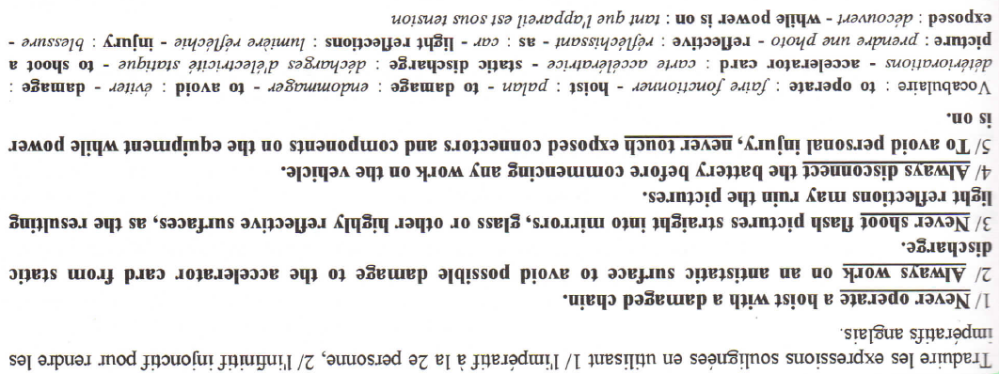 Traduire les expressions soulignées en utilisant 1/ l'impératif à la 2e personne, 2/ l'infinitif injonctif pour rendre les
impératifs anglais.
1/ Never operate a hoist with a damaged chain.
2/ Always work on an antistatic surface to avoid possible damage to the accelerator card from static
discharge.
3/ Never shoot flash pictures straight into mirrors, glass or other highly reflective surfaces, as the resulting
light reflections may ruin the pictures.
4/ Always disconnect the battery before commencing any work on the vehicle.
5/ To avoid personal injury, never touch exposed connectors and components on the equipment while power
is on.
Vocabulaire : to operate : faire fonctionner - hoist : palan - to damage : endommager - to avoid : éviter - damage :
détériorations - accelerator card : carte accélératrice - static discharge : décharges d'électricité statique - to shoot a
picture : prendre une photo - reflective : réfléchissant - as : car - light reflections : lumière réfléchie - injury : blessure -
exposed : découvert - while power is on : tant que l'appareil est sous tension